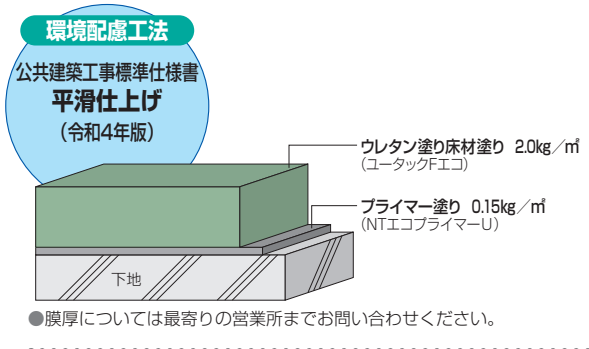 環境配慮工法
公共建築工事標準仕様書
平滑仕上げ
（令和4年版）
ウレタン塗り床材塗り 2.0kg／㎡
（ユータックFエコ）
プライマー塗り 0.15kg／㎡
（NTエコプライマーU）
下地
●膜厚については最寄りの営業所までお問い合わせください。